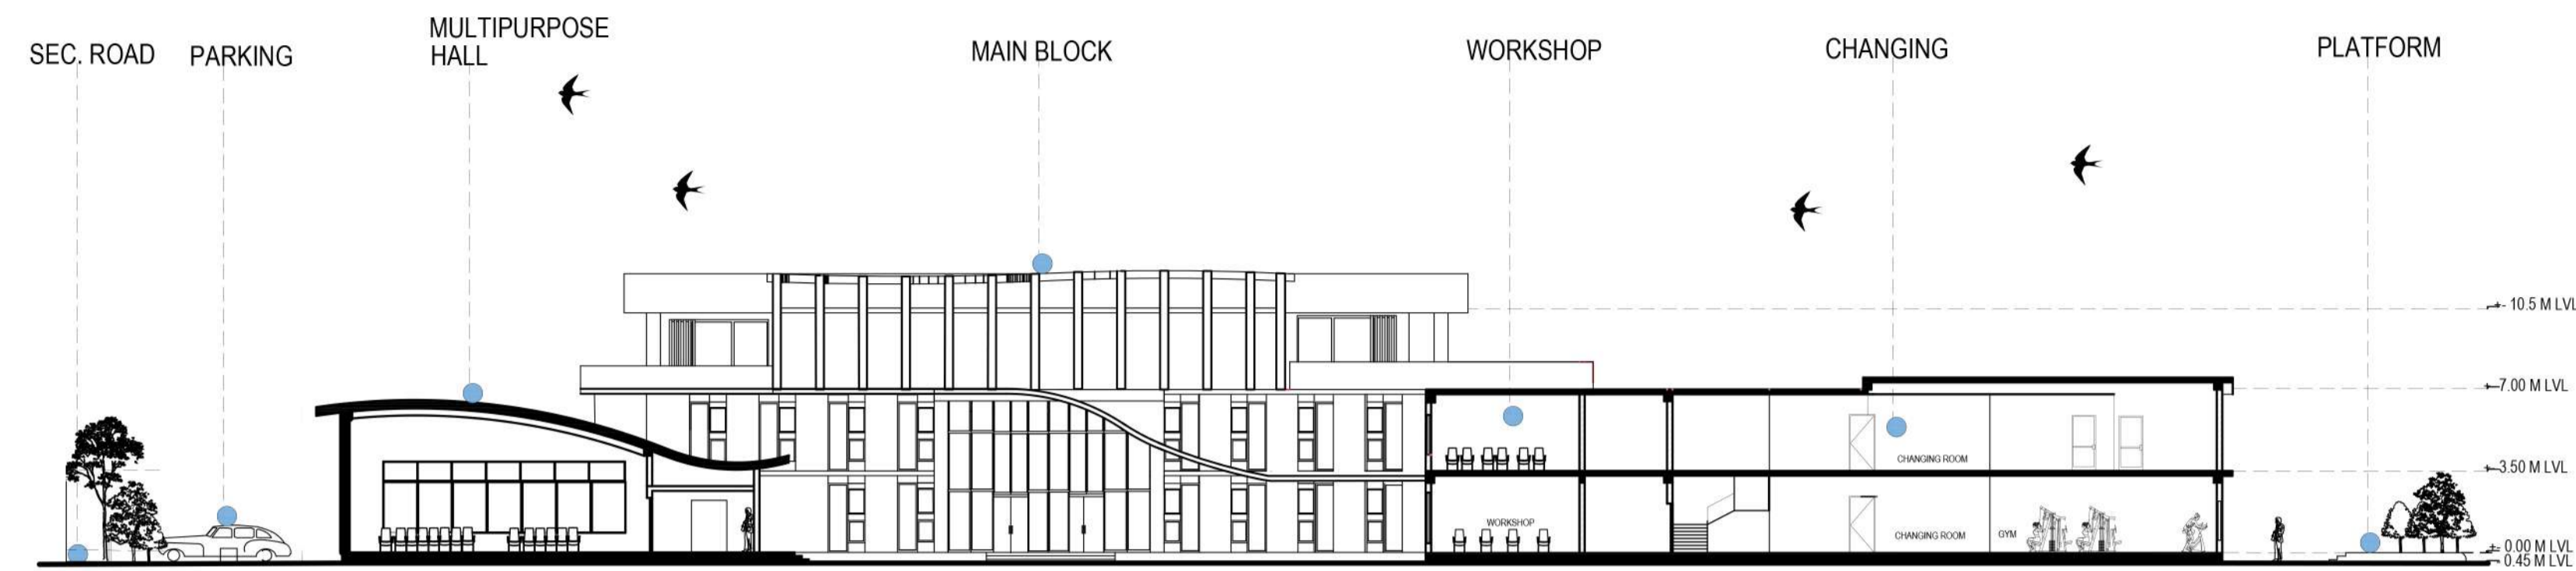 SEC. ROAD
PARKING
MULTIPURPOSE
HALL
MAIN BLOCK
WORKSHOP
CHANGING
PLATFORM
+- 10.5 M LVL
+-7.00 M LVL
+-3.50 M LVL
CHANGING ROOM
WORKSHOP
CHANGING ROOM
GYM
+- 0.00 M LVL
- 0.45 M LVL